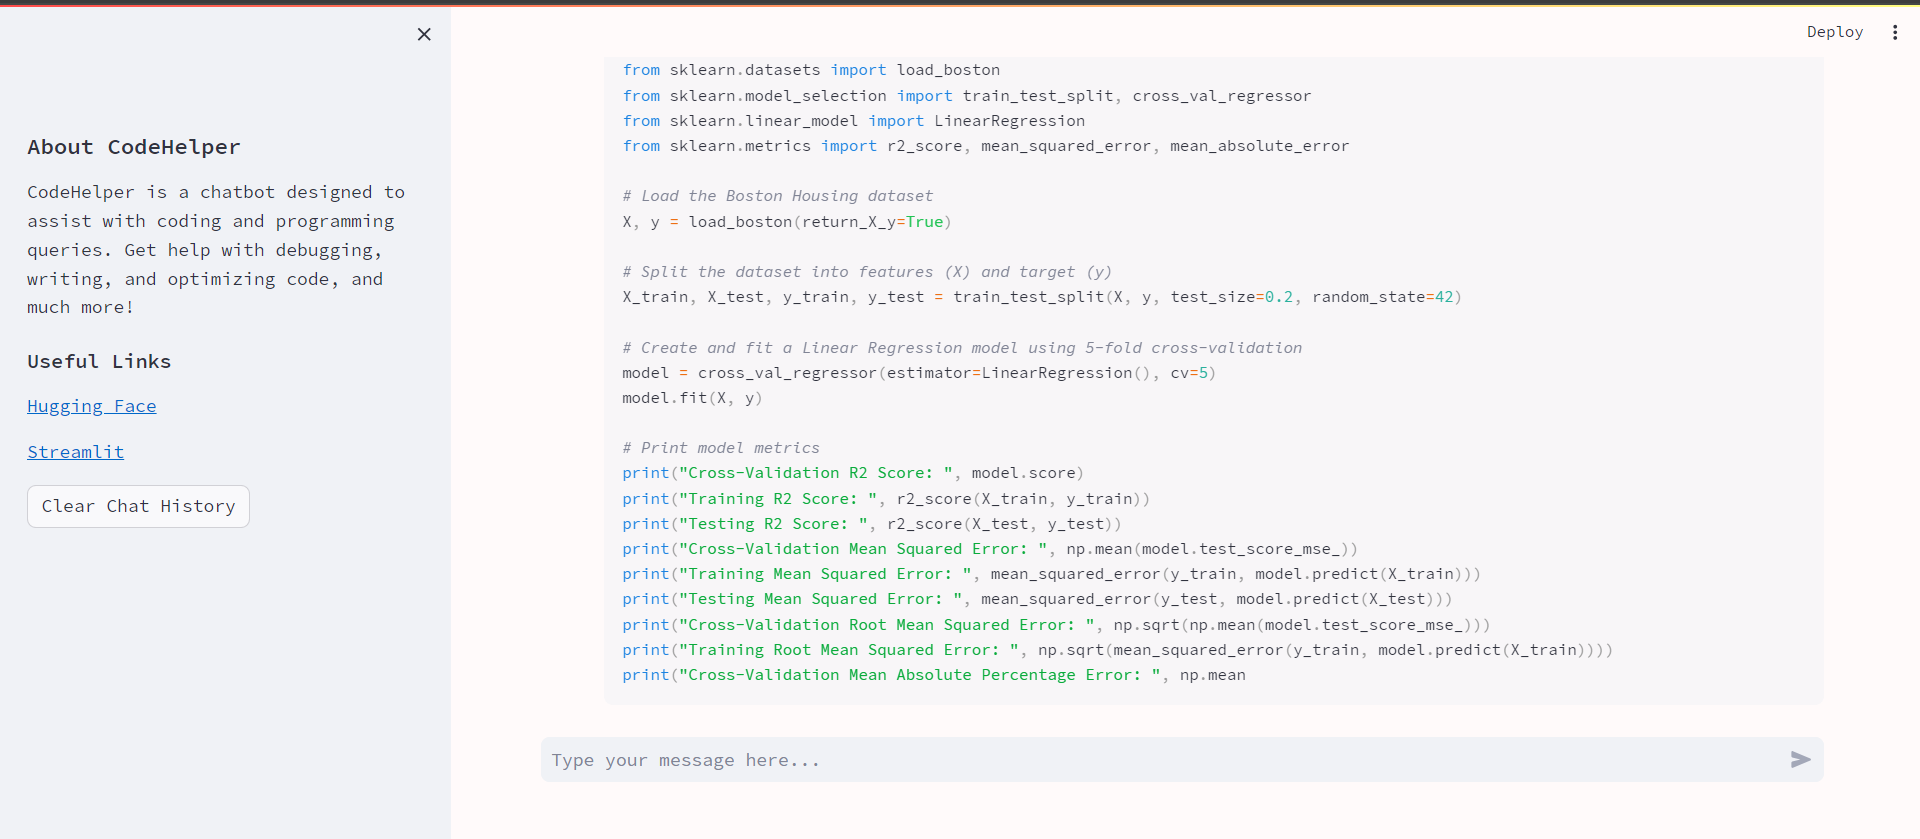 Deploy
About CodeHelper
CodeHelper is a chatbot designed to
assist with coding and programming
queries. Get help with debugging,
writing, and optimizing code, and
much more!
Useful Links
Hugging Face
Streamlit
Clear Chat History
from sklearn.datasets import load_boston
from sklearn.model_selection import train_test_split, cross_val_regressor
from sklearn.linear_model import LinearRegression
from sklearn.metrics import r2_score, mean_squared_error, mean_absolute_error
# Load the Boston Housing dataset
X, y = load_boston(return_X_y=True)
# Split the dataset into features (X) and target (y)
X_train, X_test, y_train, y_test = train_test_split(X, y, test_size=0.2, random_state=42)
# Create and fit a Linear Regression model using 5-fold cross-validation
model = cross_val_regressor(estimator=LinearRegression(), cv=5)
model.fit(X, y)
# Print model metrics
print("Cross-Validation R2 Score: ", model.score)
print("Training R2 Score: ", r2_score(X_train, y_train))
print("Testing R2 Score: ", r2_score(X_test, y_test))
print("Cross-Validation Mean Squared Error: ", np.mean(model.test_score_mse_))
print("Training Mean Squared Error: ", mean_squared_error(y_train, model.predict(X_train)))
print("Testing Mean Squared Error: ", mean_squared_error(y_test, model.predict(X_test)))
print("Cross-Validation Root Mean Squared Error: ", np.sqrt(np.mean(model.test_score_mse_)))
print("Training Root Mean Squared Error: ", np.sqrt(mean_squared_error(y_train, model.predict(X_train))))
print("Cross-Validation Mean Absolute Percentage Error: ", np.mean
Type your message here...